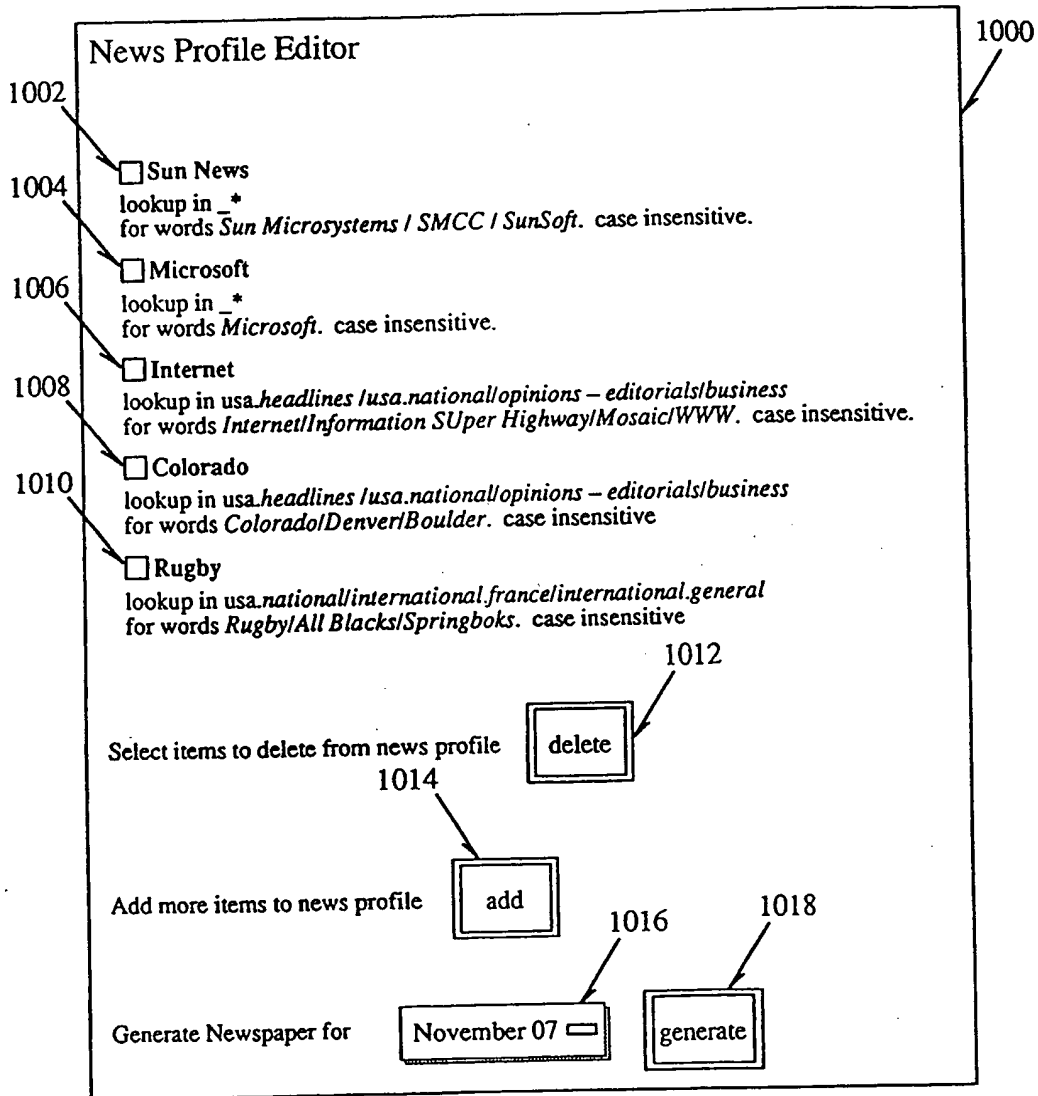 1000
News Profile Editor
1002
Sun News
1004
lookup in _*
for words Sun Microsystems / SMCC / SunSoft. case insensitive.
Microsoft
1006
lookup in _*
for words Microsoft. case insensitive.
Internet
1008
lookup in usa.headlines /usa.national/opinions – editorials/business
for words Internet/Information SUper Highway/Mosaic/WWW. case insensitive.
Colorado
1010
lookup in usa.headlines /usa.national/opinions – editorials/business
for words Colorado/Denver/Boulder. case insensitive
Rugby
lookup in usa.national/international.france/international.general
for words Rugby/All Blacks/Springboks. case insensitive
1012
Select items to delete from news profile delete
1014
Add more items to news profile add
1016 1018
Generate Newspaper for November 07 generate